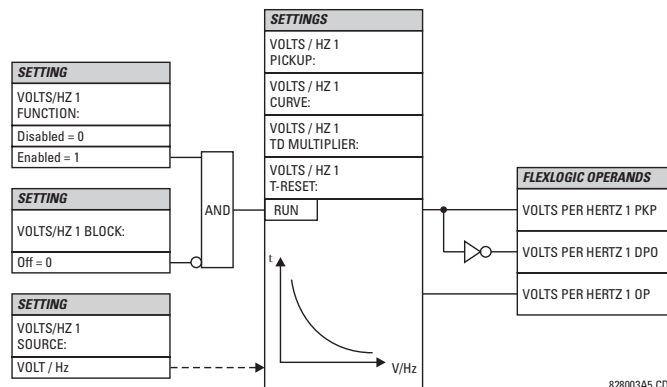 SETTING
VOLTS/HZ 1
FUNCTION:
Disabled = 0
Enabled = 1
SETTING
VOLTS/HZ 1 BLOCK:
Off = 0
SETTING
VOLTS/HZ 1
SOURCE:
VOLT / Hz
AND
SETTINGS
VOLTS / HZ 1
PICKUP:
VOLTS / HZ 1
CURVE:
VOLTS / HZ 1
TD MULTIPLIER:
VOLTS / HZ 1
T-RESET:
RUN
t
V/Hz
FLEXLOGIC OPERANDS
VOLTS PER HERTZ 1 PKP
VOLTS PER HERTZ 1 DPO
VOLTS PER HERTZ 1 OP
828003A5.CD